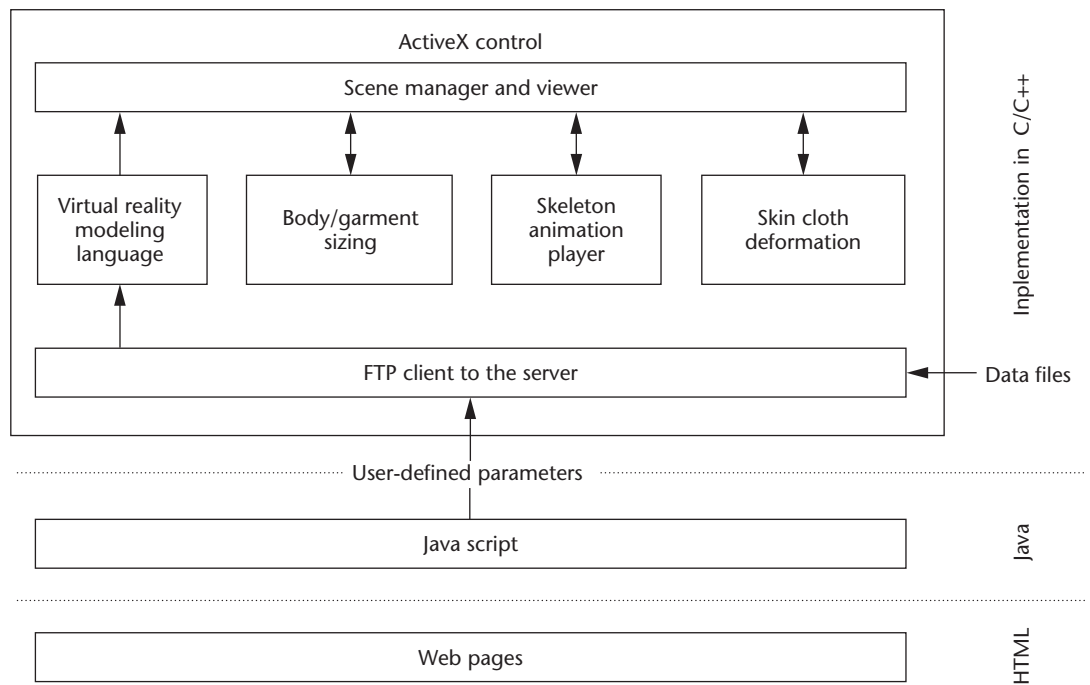 ActiveX control
Scene manager and viewer
Virtual reality
modeling
language
Body/garment
sizing
Skeleton
animation
player
Skin cloth
deformation
Inplementation in C/C++
FTP client to the server
Data files
User-defined parameters
Java script
Java
Web pages
HTML